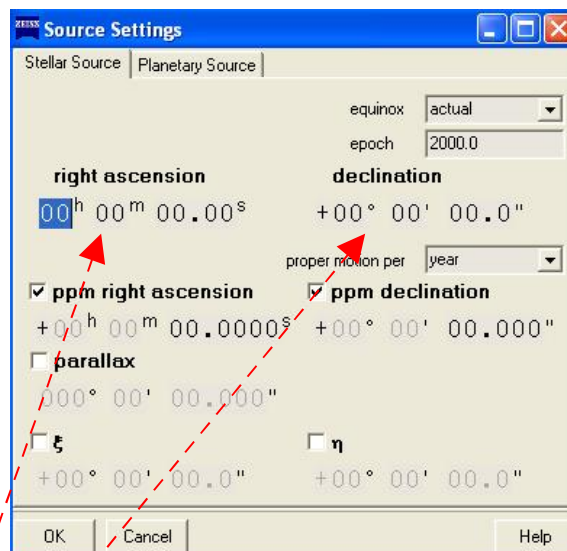 ZEISS Source Settings
Stellar Source Planetary Source
equinox actual
epoch 2000.0
right ascension declination
00h 00m 00.00s +00° 00' 00.0"
proper motion per year
ppm right ascension ppm declination
+00h 00m 00.0000s +00° 00' 00.000"
parallax
000° 00' 00.000"
ξ η
+00° 00' 00.0" +00° 00' 00.0"
OK Cancel Help